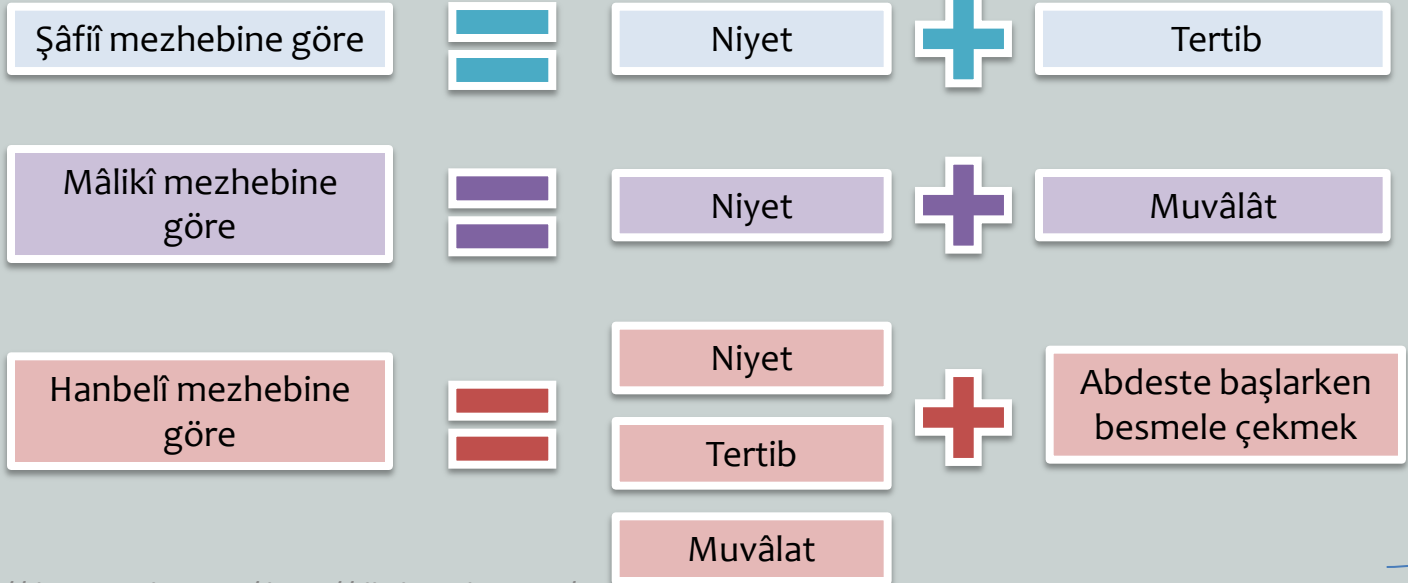 Şâfiî mezhebine göre
Niyet
Tertib
Mâlikî mezhebine
göre
Niyet
Muvâlât
Hanbelî mezhebine
göre
Niyet
Tertib
Muvâlat
Abdeste başlarken
besmele çekmek